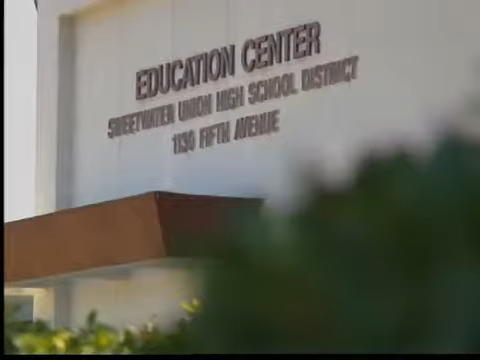 EDUCATION CENTER
SWEETWATER UNION HIGH SCHOOL DISTRICT
1130 FIFTH AVENUE